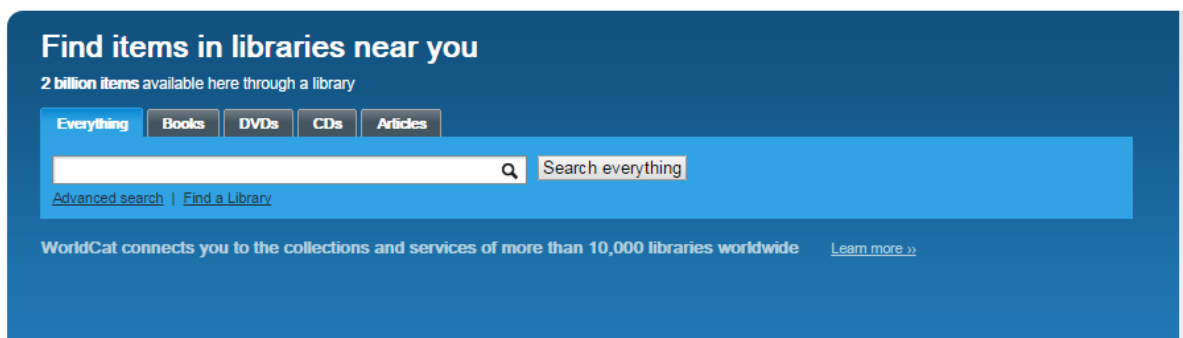 Find items in libraries near you
2 billion items available here through a library
Everything Books DVDs CDs Articles
Search everything
Advanced search | Find a Library
WorldCat connects you to the collections and services of more than 10,000 libraries worldwide Learn more »